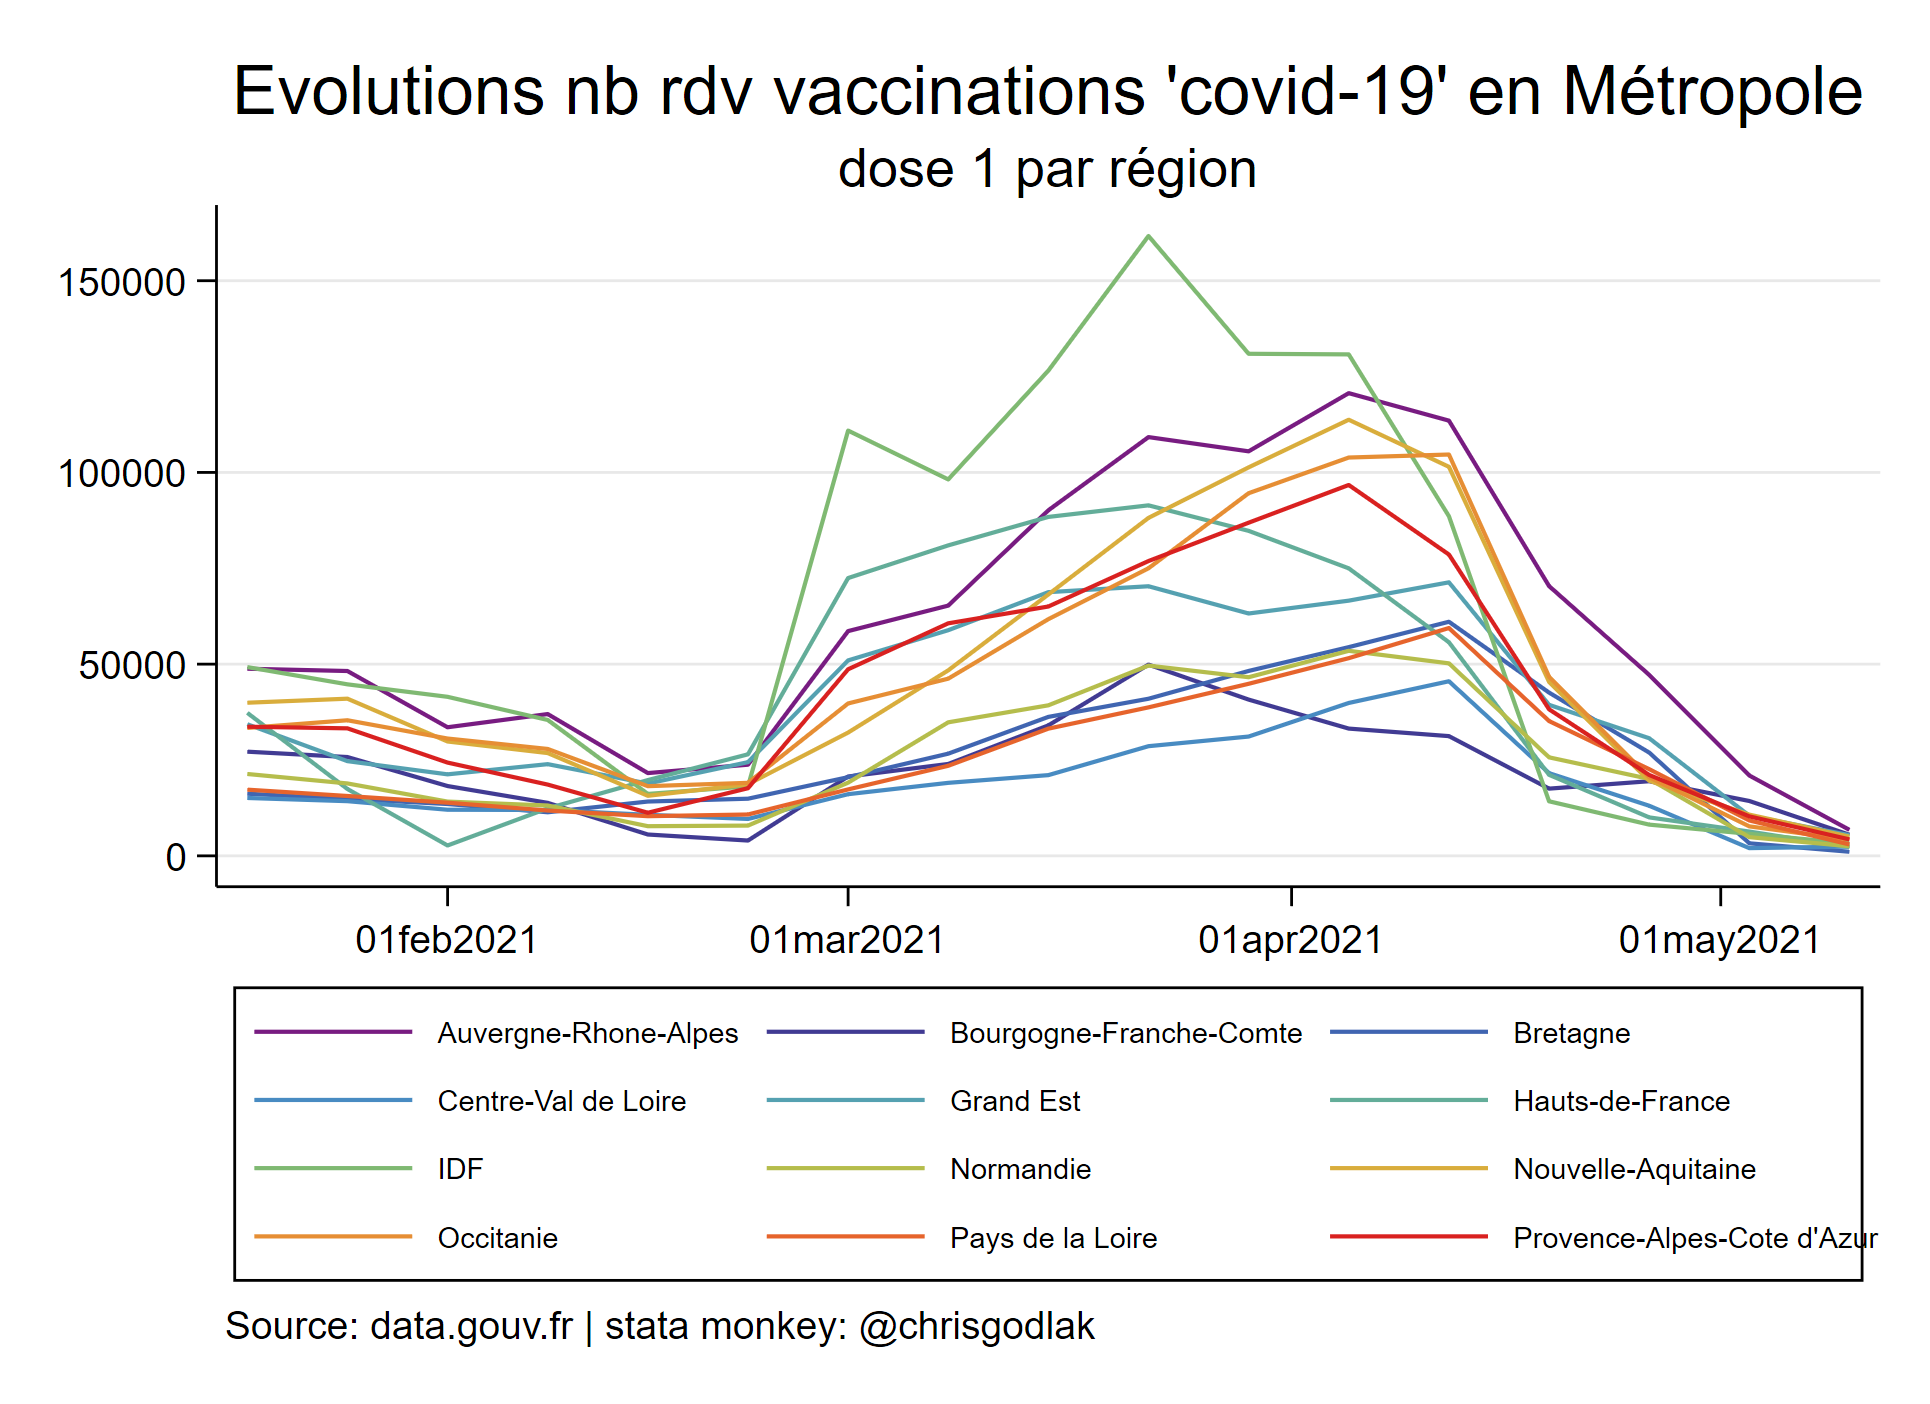 Evolutions nb rdv vaccinations 'covid-19' en Métropole
dose 1 par région
150000
100000
50000
0
01feb2021 01mar2021 01apr2021 01may2021
Auvergne-Rhone-Alpes Bourgogne-Franche-Comte Bretagne
Centre-Val de Loire Grand Est Hauts-de-France
IDF Normandie Nouvelle-Aquitaine
Occitanie Pays de la Loire Provence-Alpes-Cote d'Azur
Source: data.gouv.fr | stata monkey: @chrisgodlak